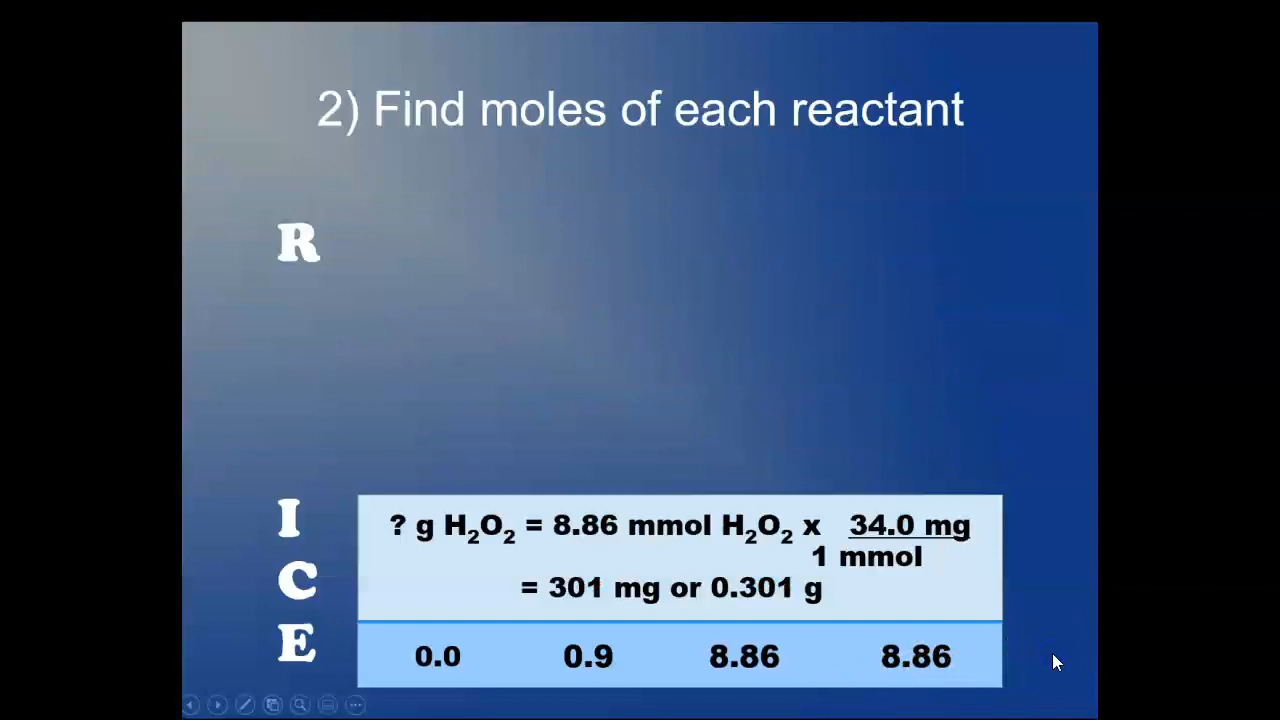 2) Find moles of each reactant
R
I
? g H₂O₂ = 8.86 mmol H₂O₂ x 34.0 mg
1 mmol
C
= 301 mg or 0.301 g
E
0.0 0.9 8.86 8.86